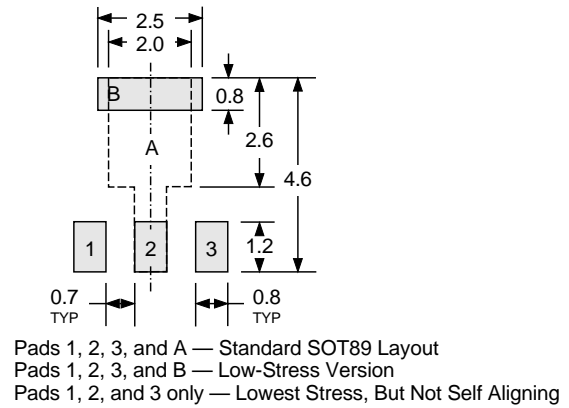 2.5
2.0
B
0.8
2.6
A
4.6
1 2 3 1.2
0.7 0.8
TYP TYP
Pads 1, 2, 3, and A — Standard SOT89 Layout
Pads 1, 2, 3, and B — Low-Stress Version
Pads 1, 2, and 3 only — Lowest Stress, But Not Self Aligning